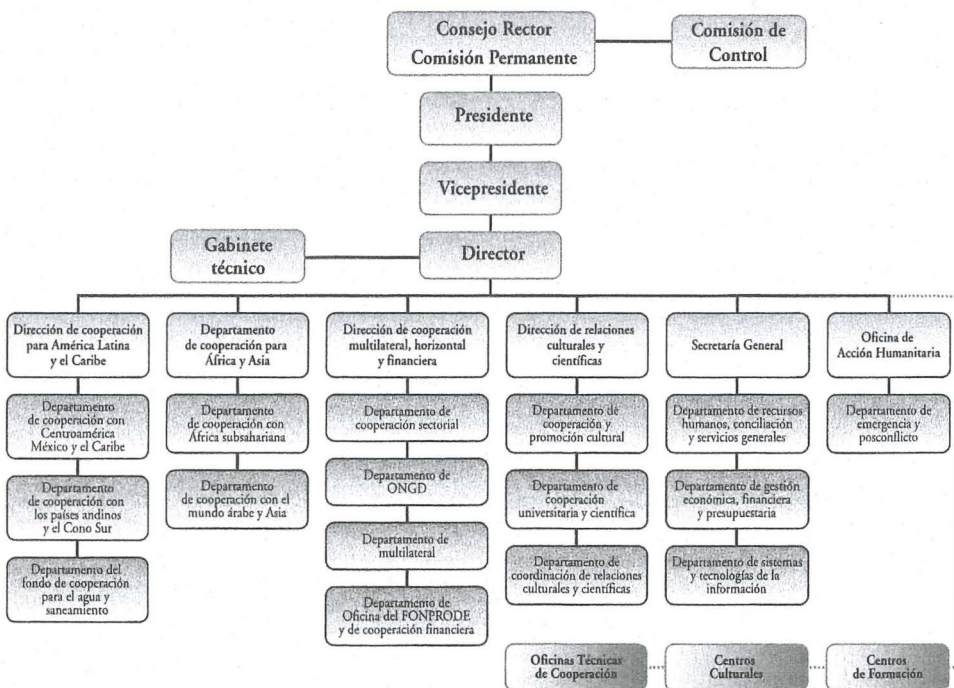 Consejo Rector
Comisión Permanente
Comisión de
Control
Presidente
Vicepresidente
Gabinete
técnico
Director
Dirección de cooperación
para América Latina
y el Caribe
Departamento
de cooperación para
África y Asia
Dirección de cooperación
multilateral, horizontal
y financiera
Dirección de relaciones
culturales y
científicas
Secretaría General
Oficina de
Acción Humanitaria
Departamento
de cooperación con
Centroamérica
México y el Caribe
Departamento
de cooperación con
los países andinos
y el Cono Sur
Departamento del
fondo de cooperación
para el agua y
saneamiento
Departamento
de cooperación con
África subsahariana
Departamento
de cooperación con el
mundo árabe y Asia
Departamento de
cooperación sectorial
Departamento de
ONGD
Departamento de
multilateral
Departamento de
Oficina del FONPRODE
y de cooperación financiera
Departamento de
cooperación y
promoción cultural
Departamento de
cooperación
universitaria y científica
Departamento de
coordinación de relaciones
culturales y científicas
Departamento de recursos
humanos, conciliación
y servicios generales
Departamento de gestión
económica, financiera
y presupuestaria
Departamento de sistemas
y tecnologías de la
información
Departamento de
emergencia y
posconflicto
Oficinas Técnicas
de Cooperación
Centros
Culturales
Centros
de Formación